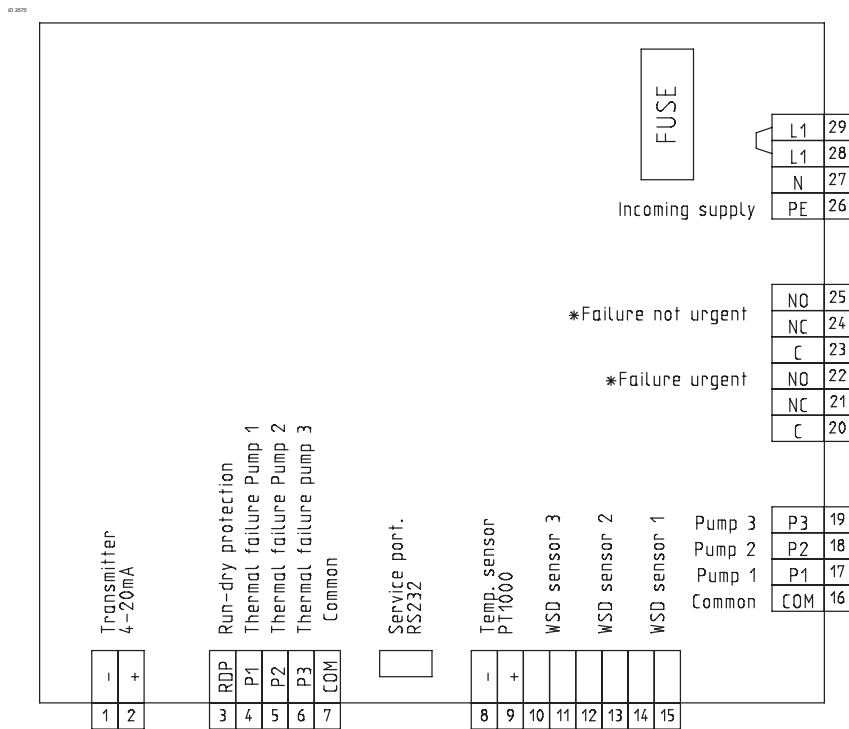 ID 3575
FUSE
L1 29
L1 28
N 27
Incoming supply PE 26
NO 25
*Failure not urgent
NC 24
C 23
NO 22
*Failure urgent
NC 21
C 20
Pump 3 P3 19
Pump 2 P2 18
Pump 1 P1 17
Common COM 16
Transmitter
4-20mA
Run-dry protection
Thermal failure Pump 1
Thermal failure Pump 2
Thermal failure pump 3
Common
Service port.
RS232
Temp. sensor
PT1000
WSD sensor 3
WSD sensor 2
WSD sensor 1
- + RDP P1 P2 P3 COM - +
1 2 3 4 5 6 7 8 9 10 11 12 13 14 15